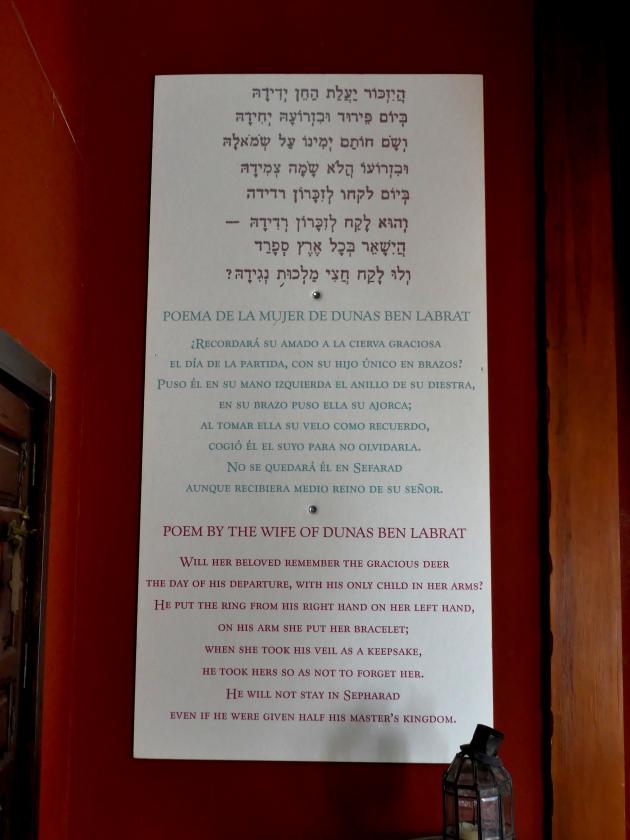 הֲיִזְכּוֹר יַעֲלַת הַחֵן יְדִידָהּ
בְּיוֹם פֵּירוּד וּבִזְרוֹעָהּ יְחִידָהּ
וְשָׂם חוֹתַם יְמִינוֹ עַל שְׂמֹאלָהּ
וּבִזְרוֹעוֹ הֲלֹא שָׂמָה צְמִידָהּ
בְּיוֹם לקחו לְזִכָּרוֹן רדידה
וְהוּא לָקַח לְזִכָּרוֹן רְדִידָהּ —
הֲיִשָּׁאֵר בְּכָל אֶרֶץ סְפָרַד
וְלוּ לָקַח חֲצִי מַלְכוּת נְגִידָהּ?
POEMA DE LA MUJER DE DUNAS BEN LABRAT
¿Recordará su amado a la cierva graciosa
el día de la partida, con su hijo único en brazos?
Puso él en su mano izquierda el anillo de su diestra,
en su brazo puso ella su ajorca;
al tomar ella su velo como recuerdo,
cogió él el suyo para no olvidarla.
No se quedará él en Sefarad
aunque recibiera medio reino de su señor.
POEM BY THE WIFE OF DUNAS BEN LABRAT
Will her beloved remember the gracious deer
the day of his departure, with his only child in her arms?
He put the ring from his right hand on her left hand,
on his arm she put her bracelet;
when she took his veil as a keepsake,
he took hers so as not to forget her.
He will not stay in Sepharad
even if he were given half his master's kingdom.